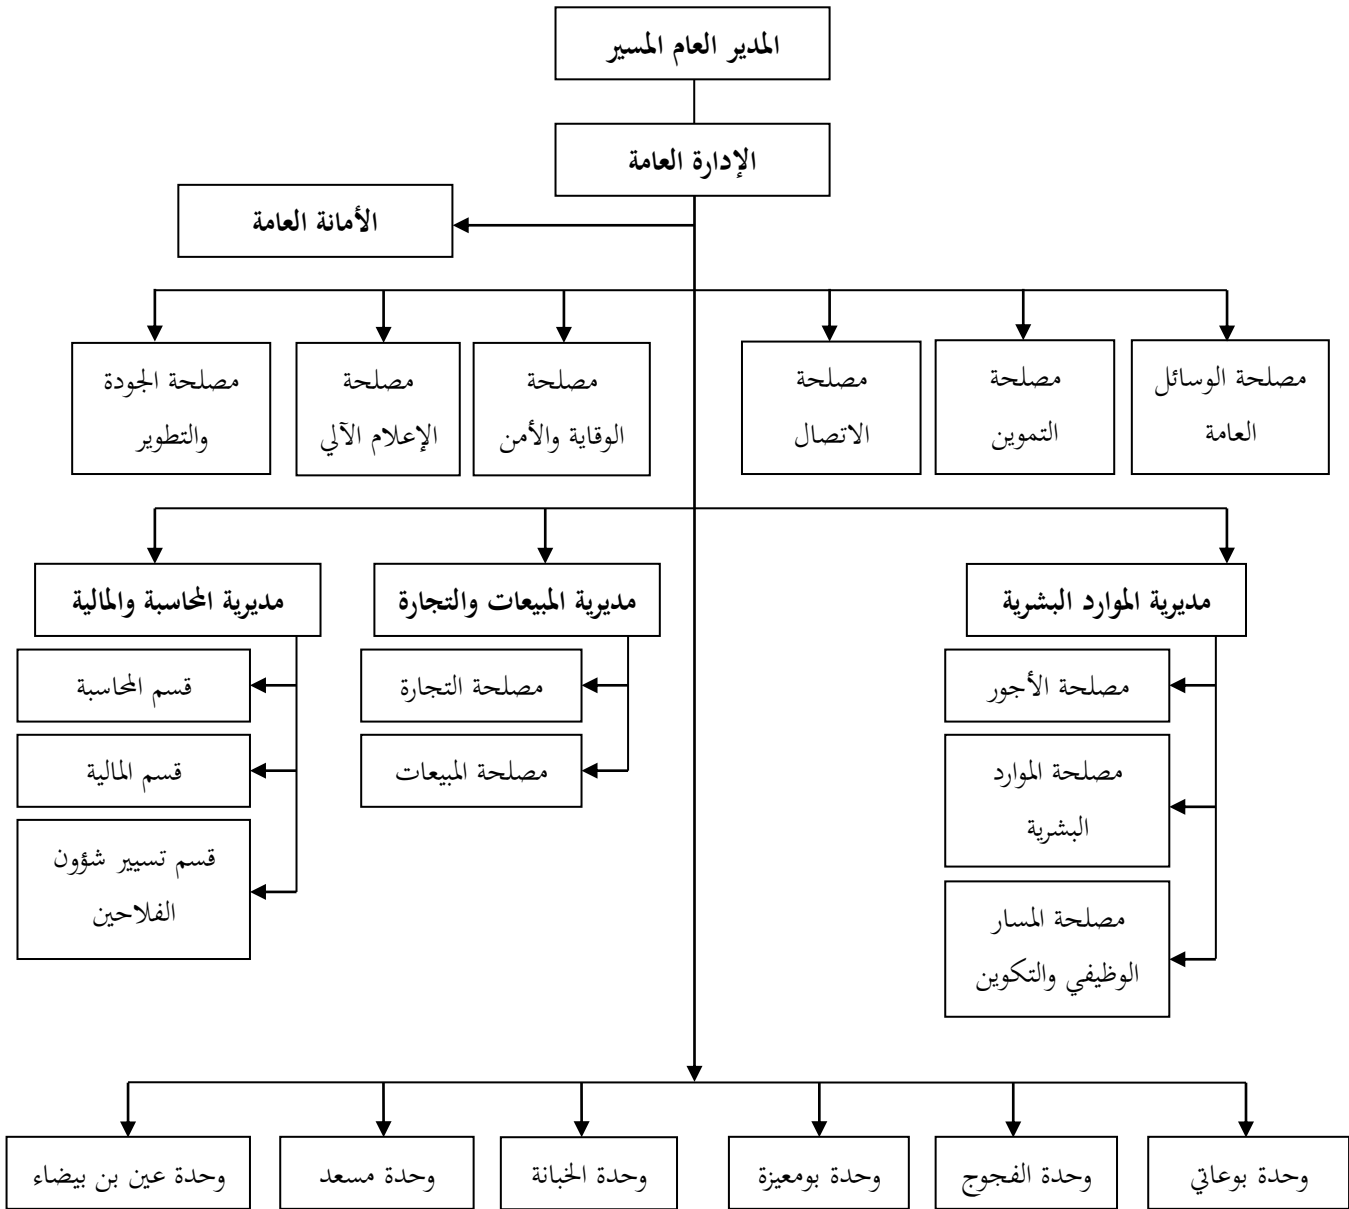 المدير العام المسير
الإدارة العامة
الأمانة العامة
مصلحة الوسائل
العامة
مصلحة
التموين
مصلحة
الاتصال
مصلحة
الوقاية والأمن
مصلحة
الإعلام الآلي
مصلحة الجودة
والتطوير
مديرية الموارد البشرية
مديرية المبيعات والتجارة
مديرية المحاسبة والمالية
مصلحة الأجور
مصلحة الموارد
البشرية
مصلحة المسار
الوظيفي والتكوين
مصلحة التجارة
مصلحة المبيعات
قسم المحاسبة
قسم المالية
قسم تسيير شؤون
الفلاحين
وحدة بوعاتي
وحدة الفجوج
وحدة بومعيزة
وحدة الخبانة
وحدة مسعد
وحدة عين بن بيضاء